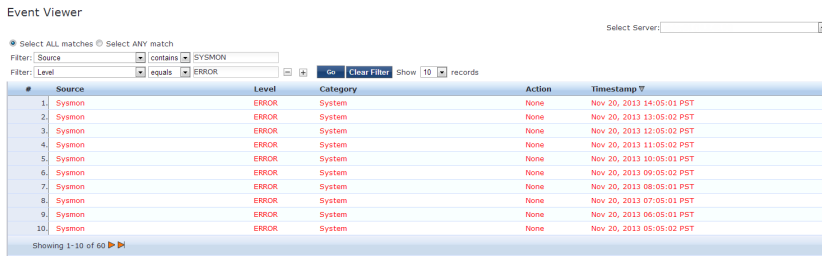 Event Viewer
Select Server:
Select ALL matches Select ANY match
Filter: Source contains SYSMON
Filter: Level equals ERROR Go Clear Filter Show 10 records
# Source Level Category Action Timestamp
1. Sysmon ERROR System None Nov 20, 2013 14:05:01 PST
2. Sysmon ERROR System None Nov 20, 2013 13:05:02 PST
3. Sysmon ERROR System None Nov 20, 2013 12:05:02 PST
4. Sysmon ERROR System None Nov 20, 2013 11:05:02 PST
5. Sysmon ERROR System None Nov 20, 2013 10:05:01 PST
6. Sysmon ERROR System None Nov 20, 2013 09:05:02 PST
7. Sysmon ERROR System None Nov 20, 2013 08:05:01 PST
8. Sysmon ERROR System None Nov 20, 2013 07:05:01 PST
9. Sysmon ERROR System None Nov 20, 2013 06:05:01 PST
10. Sysmon ERROR System None Nov 20, 2013 05:05:02 PST
Showing 1-10 of 60